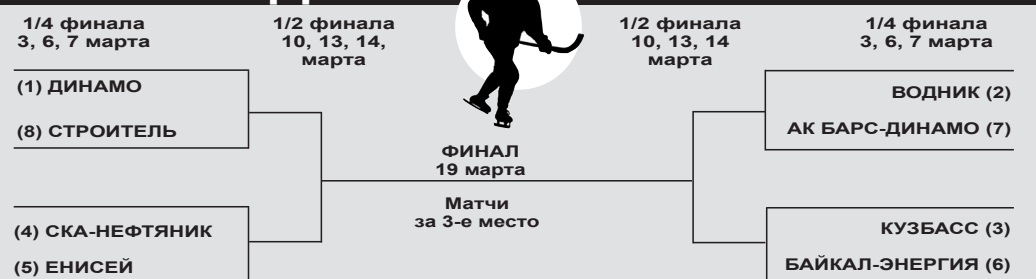 1/4 финала
3, 6, 7 марта
1/2 финала
10, 13, 14,
марта
1/2 финала
10, 13, 14
марта
1/4 финала
3, 6, 7 марта
(1) ДИНАМО
(8) СТРОИТЕЛЬ
(4) СКА-НЕФТЯНИК
(5) ЕНИСЕЙ
ФИНАЛ
19 марта
Матчи
за 3-е место
ВОДНИК (2)
АК БАРС-ДИНАМО (7)
КУЗБАСС (3)
БАЙКАЛ-ЭНЕРГИЯ (6)